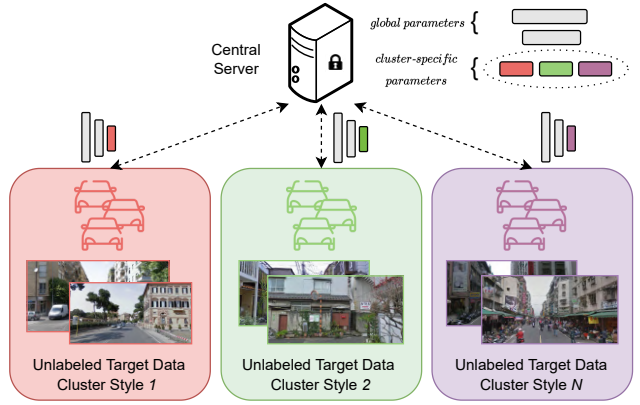 Central
Server
global parameters {
cluster-specific
parameters {
Unlabeled Target Data
Cluster Style 1
Unlabeled Target Data
Cluster Style 2
Unlabeled Target Data
Cluster Style N